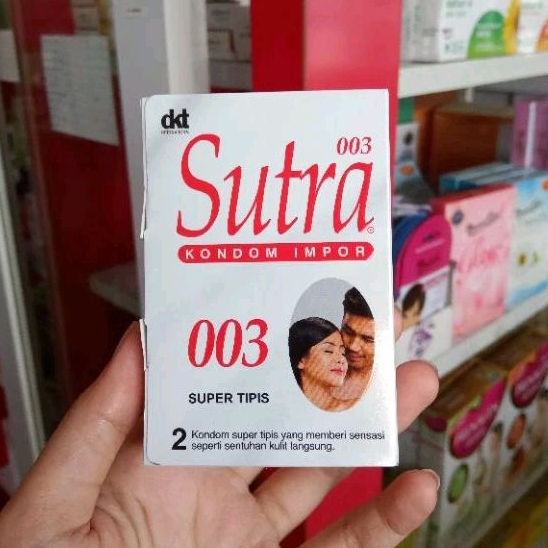 dkt
003
Sutra®
KONDOM IMPOR
003
SUPER TIPIS
2 Kondom super tipis yang memberi sensasi
seperti sentuhan kulit langsung.